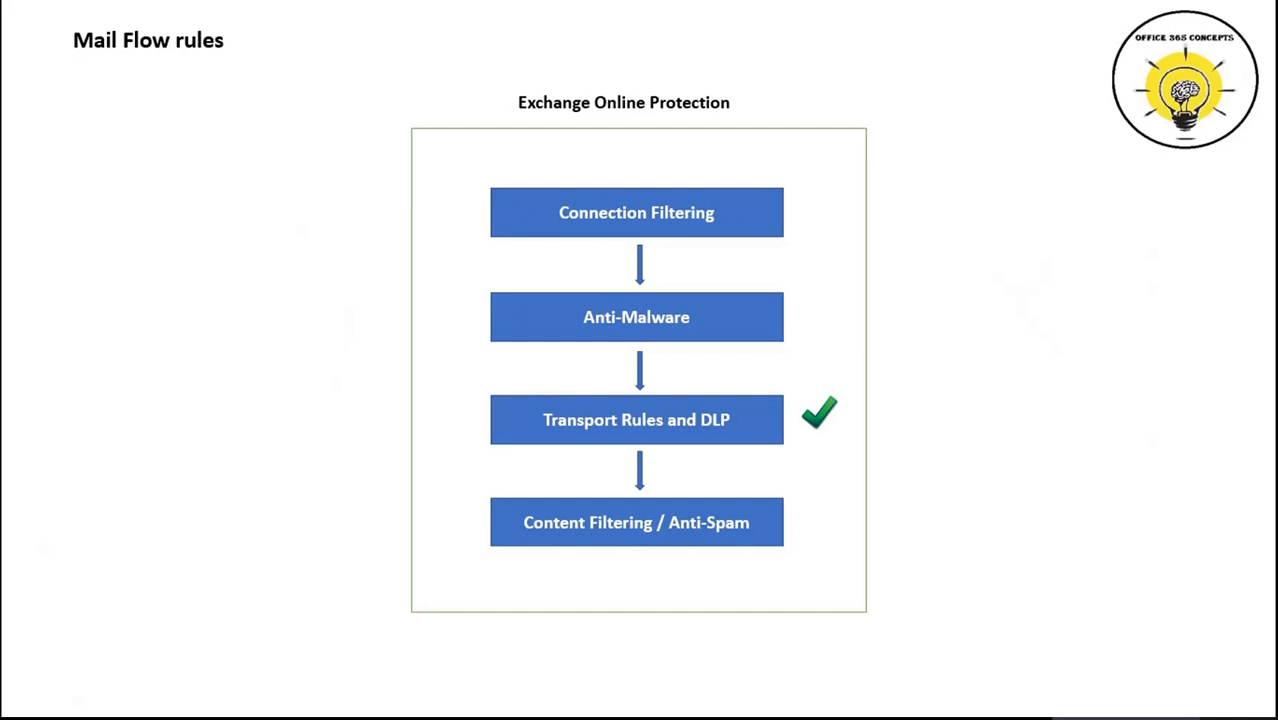 Mail Flow rules
OFFICE 365 CONCEPTS
Exchange Online Protection
Connection Filtering
Anti-Malware
Transport Rules and DLP
Content Filtering / Anti-Spam